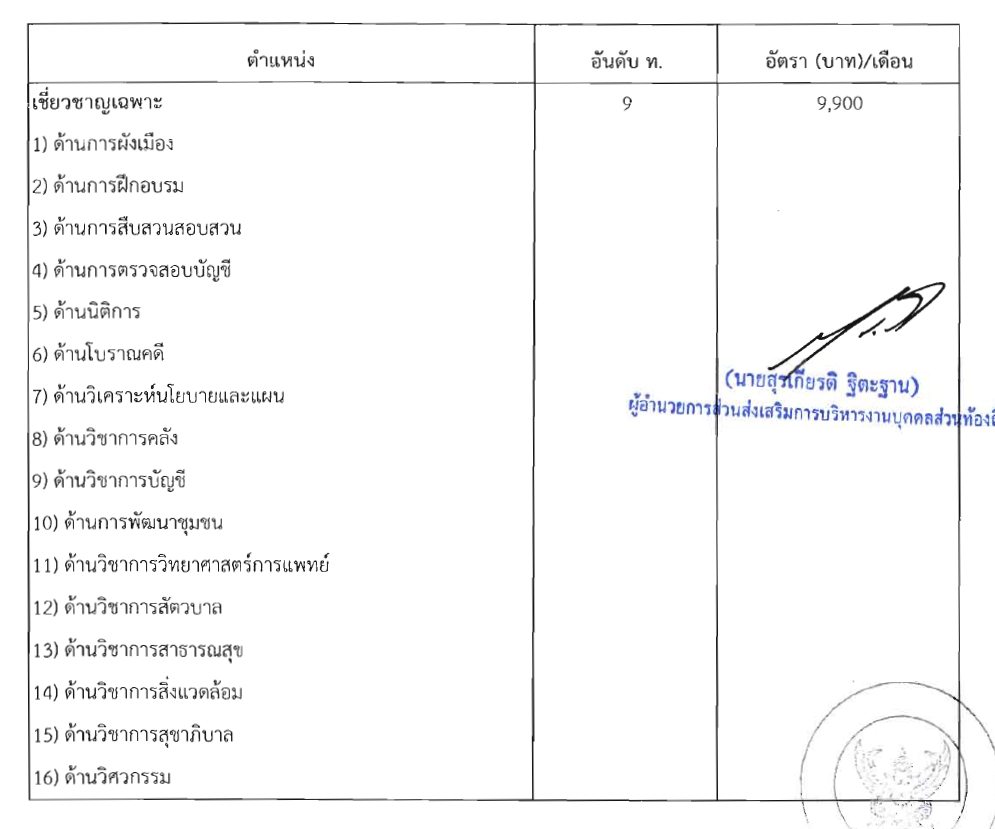 ตำแหน่ง อันดับ ท. อัตรา (บาท)/เดือน
เชี่ยวชาญเฉพาะ 9 9,900
1) ด้านการผังเมือง
2) ด้านการฝึกอบรม
3) ด้านการสืบสวนสอบสวน
4) ด้านการตรวจสอบบัญชี
5) ด้านนิติการ
6) ด้านโบราณคดี
(นายสุรเกียรติ ฐิตะฐาน)
7) ด้านวิเคราะห์นโยบายและแผน
ผู้อำนวยการส่วนส่งเสริมการบริหารงานบุคคลส่วนท้องถิ
8) ด้านวิชาการคลัง
9) ด้านวิชาการบัญชี
10) ด้านการพัฒนาชุมชน
11) ด้านวิชาการวิทยาศาสตร์การแพทย์
12) ด้านวิชาการสัตวบาล
13) ด้านวิชาการสาธารณสุข
14) ด้านวิชาการสิ่งแวดล้อม
15) ด้านวิชาการสุขาภิบาล
16) ด้านวิศวกรรม